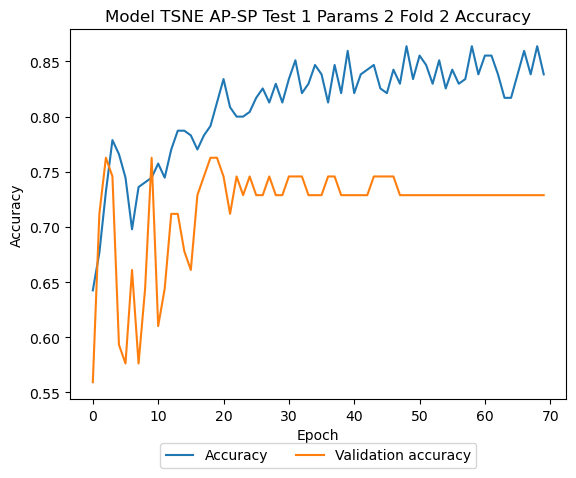 Model TSNE AP-SP Test 1 Params 2 Fold 2 Accuracy
0.85
0.80
0.75
0.70
0.65
0.60
0.55
Accuracy
0 10 20 30 40 50 60 70
Epoch
Accuracy Validation accuracy